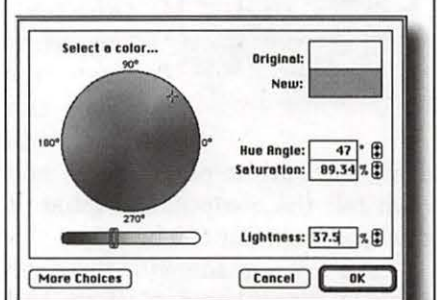 Select a color...
90°
180°
0°
270°
Original:
New:
Hue Angle: 47 °
Saturation: 89.34 %
Lightness: 37.5 %
More Choices
Cancel
OK